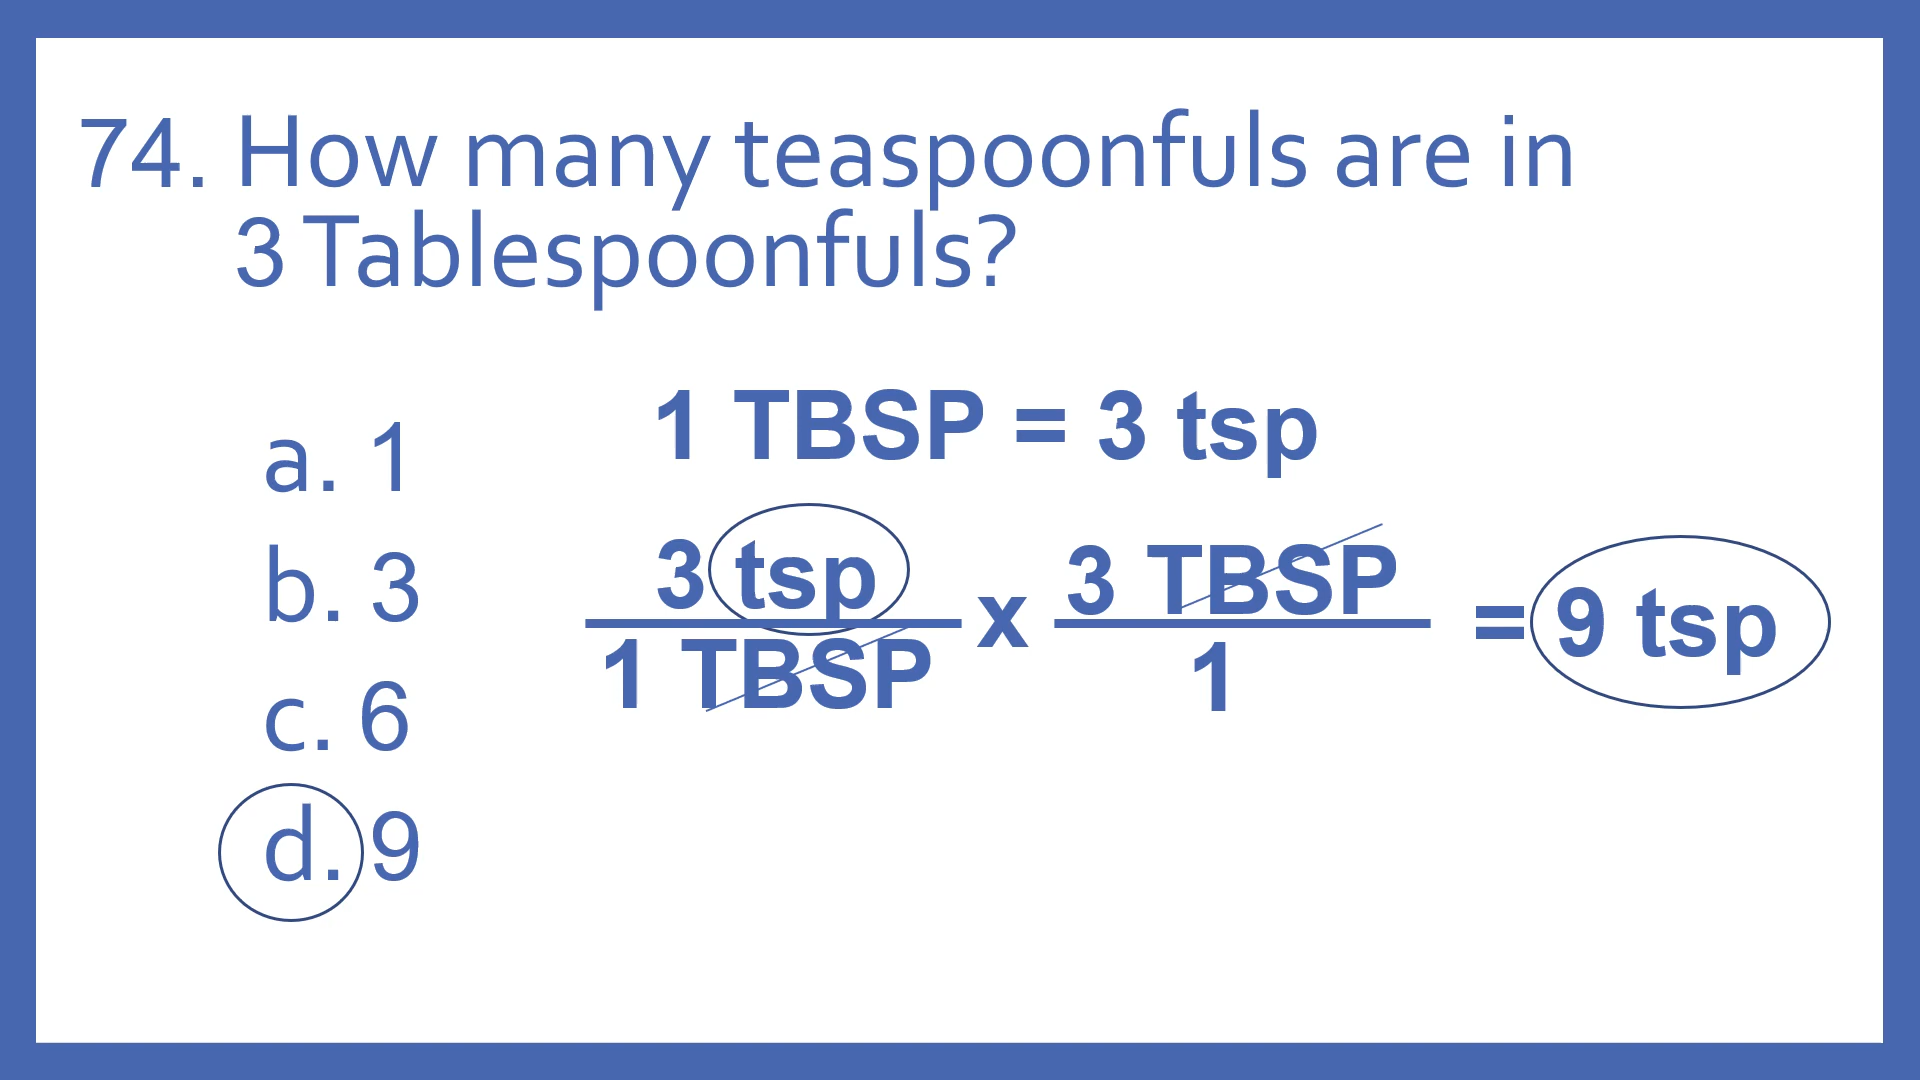 74. How many teaspoonfuls are in
3 Tablespoonfuls?
a. 1
b. 3
c. 6
d. 9
1 TBSP = 3 tsp
3 tsp x 3 TBSP = 9 tsp
1 TBSP 1